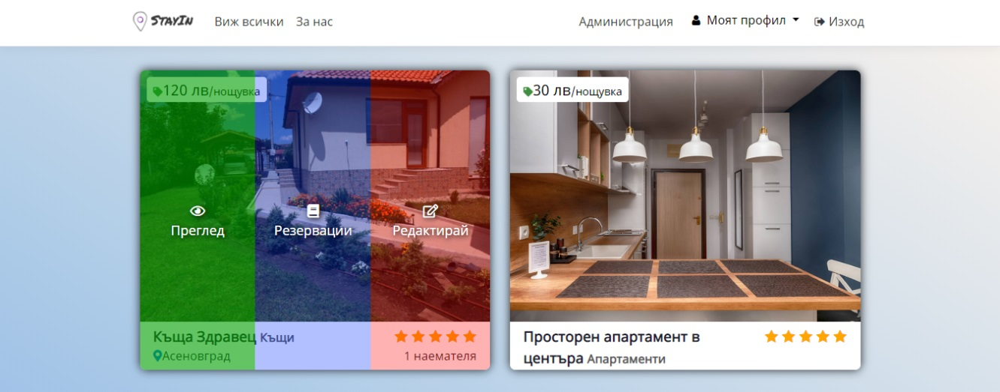 StayIn
Виж всички
За нас
Администрация
Моят профил
Изход
120 лв/нощувка
Преглед
Резервации
Редактирай
Къща Здравец Къщи
Асеновград
1 наемателя
30 лв/нощувка
Просторен апартамент в
центъра Апартаменти